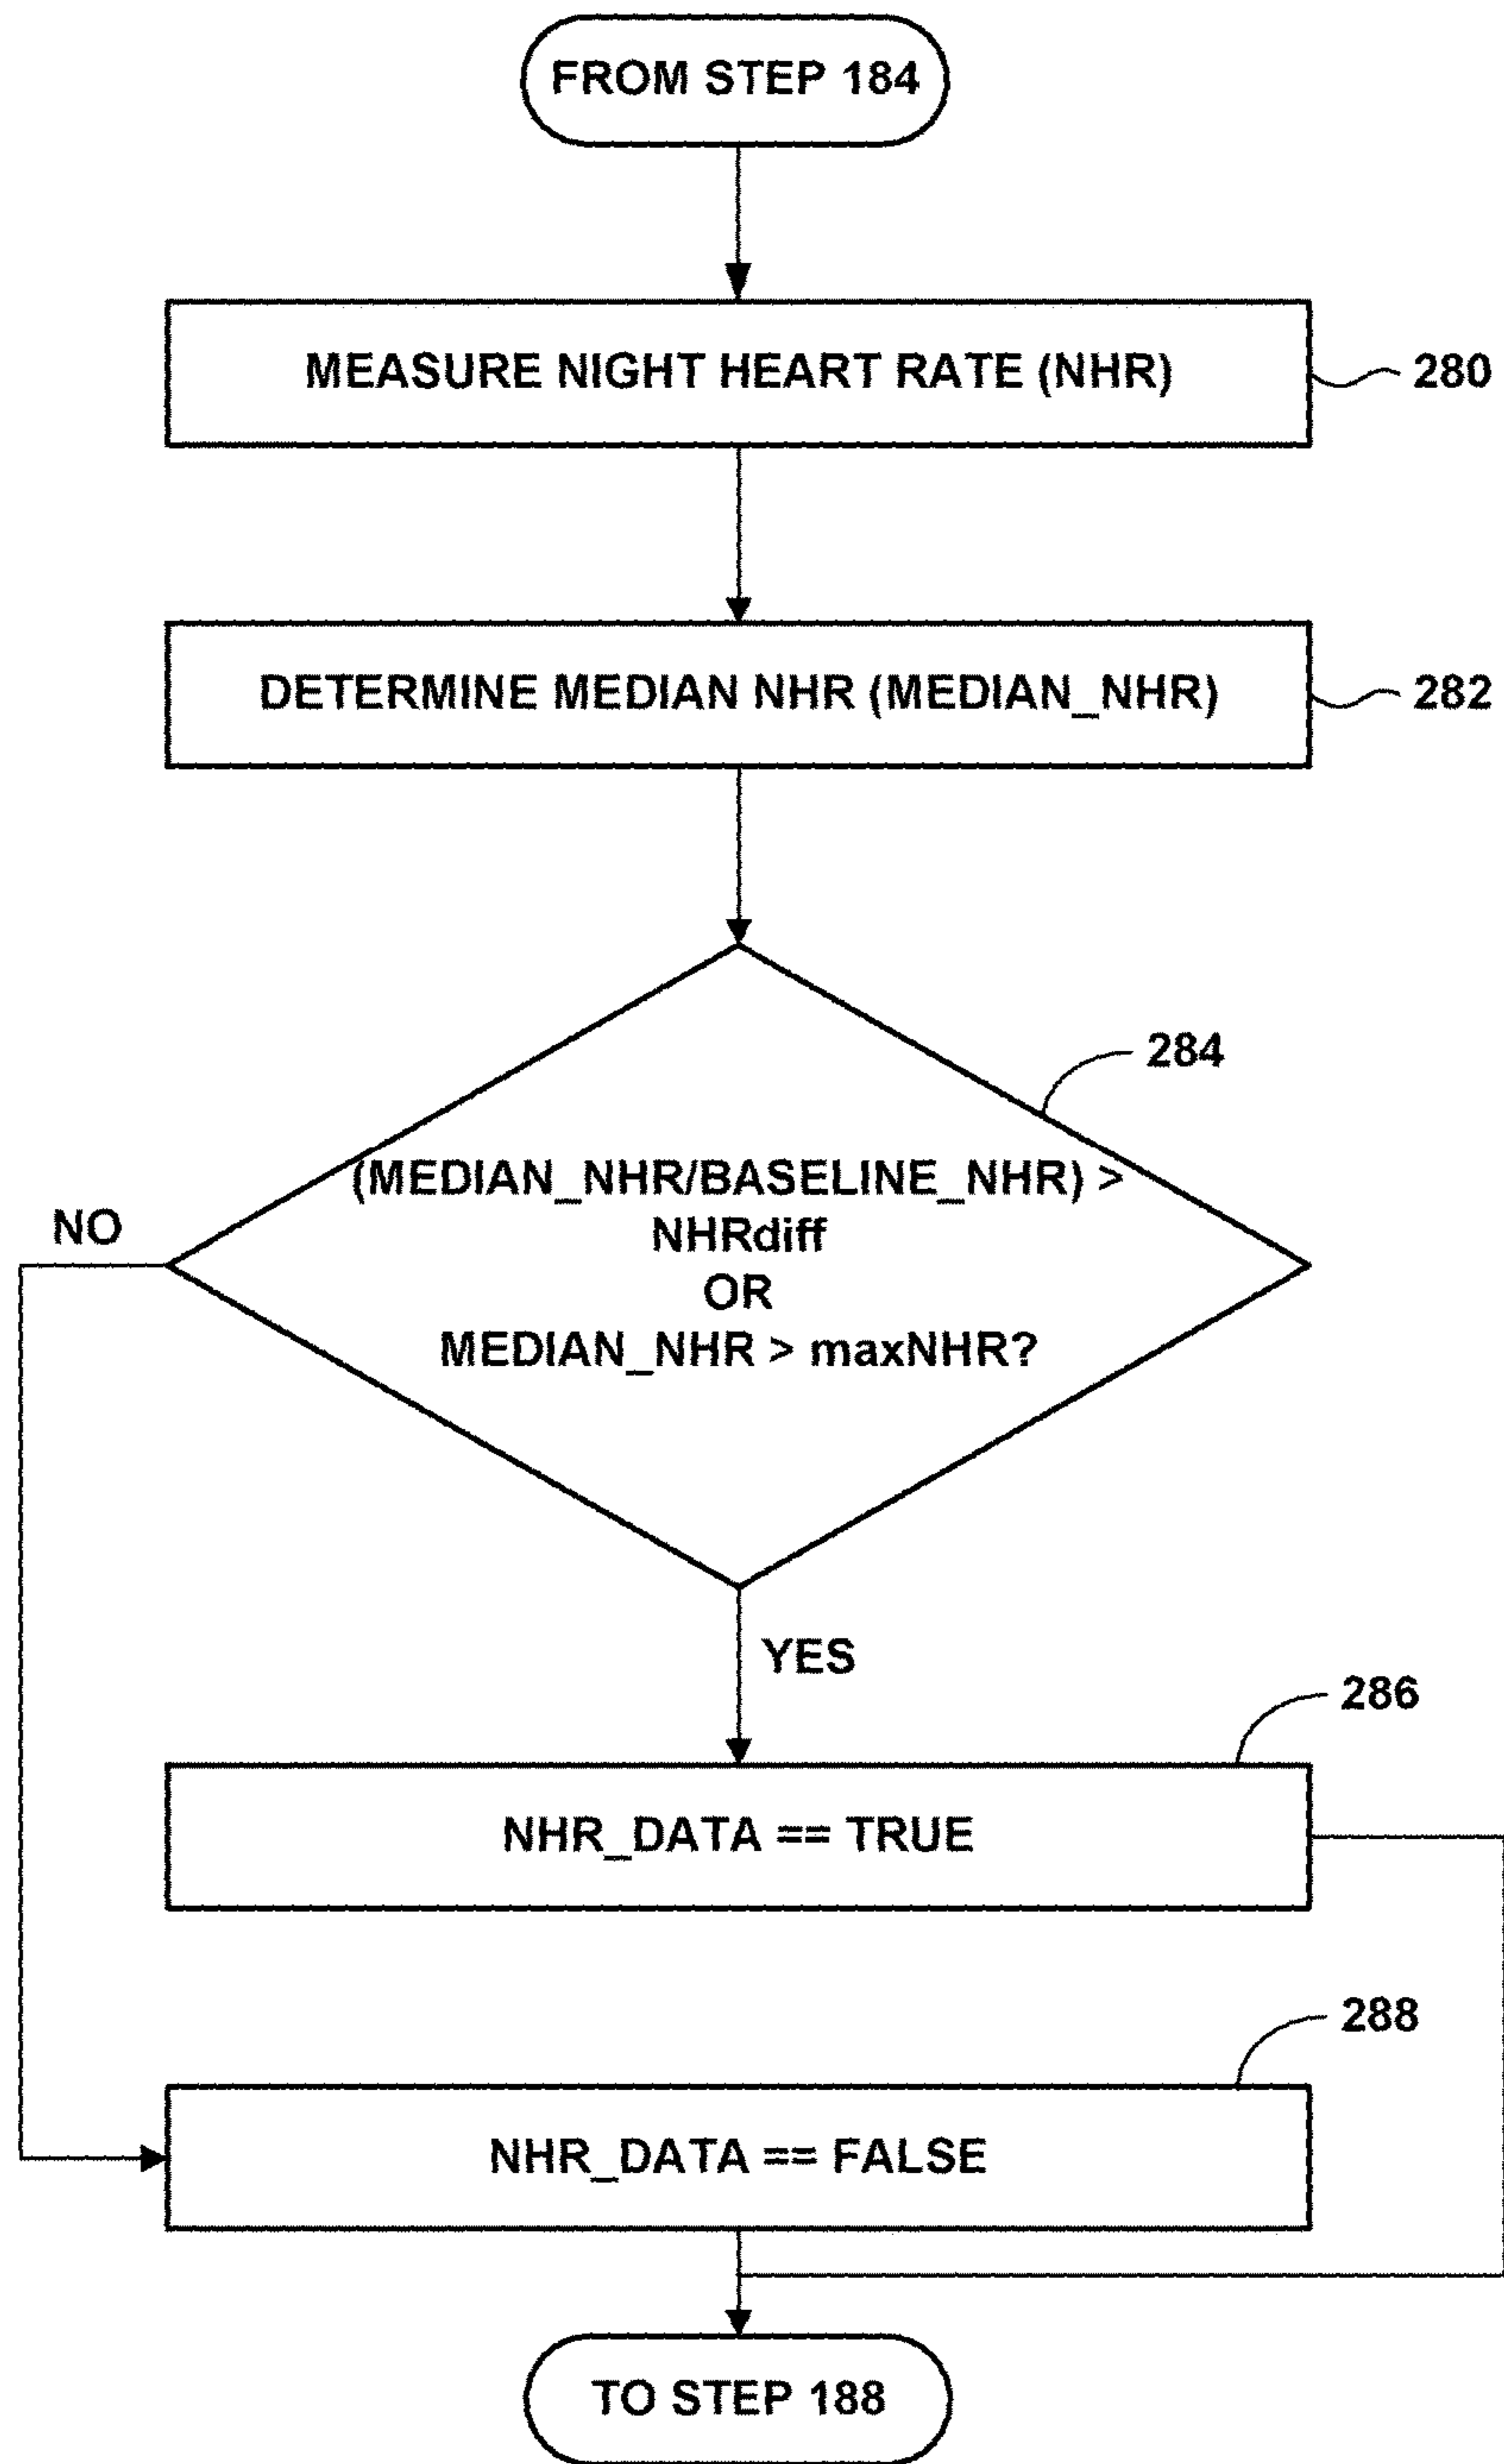 FROM STEP 184
MEASURE NIGHT HEART RATE (NHR)
280
DETERMINE MEDIAN NHR (MEDIAN_NHR)
282
284
(MEDIAN_NHR/BASELINE_NHR) >
NHRdiff
OR
MEDIAN_NHR > maxNHR?
NO
YES
286
NHR_DATA == TRUE
288
NHR_DATA == FALSE
TO STEP 188